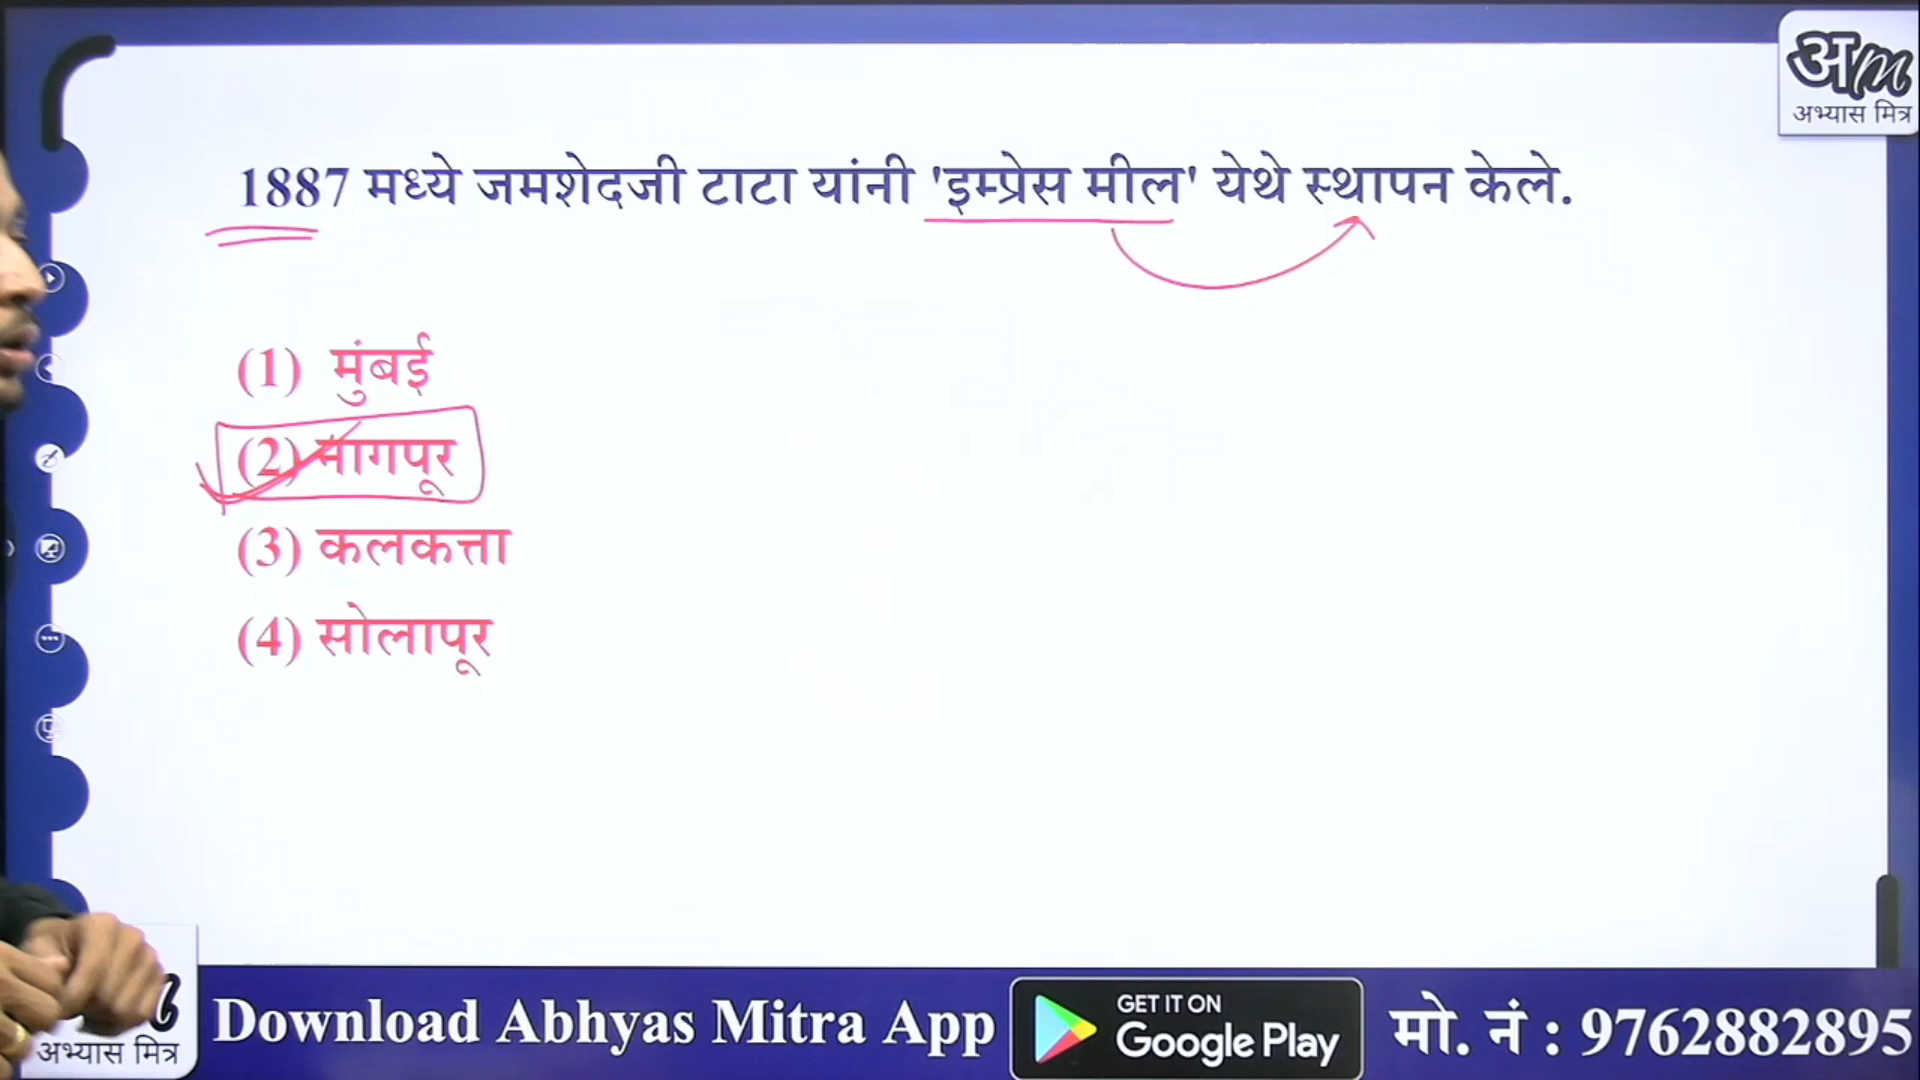 अm
अभ्यास मित्र
1887 मध्ये जमशेदजी टाटा यांनी 'इम्प्रेस मील' येथे स्थापन केले.
(1) मुंबई
(2) नागपूर
(3) कलकत्ता
(4) सोलापूर
अभ्यास मित्र
Download Abhyas Mitra App
GET IT ON
Google Play
मो. नं : 9762882895